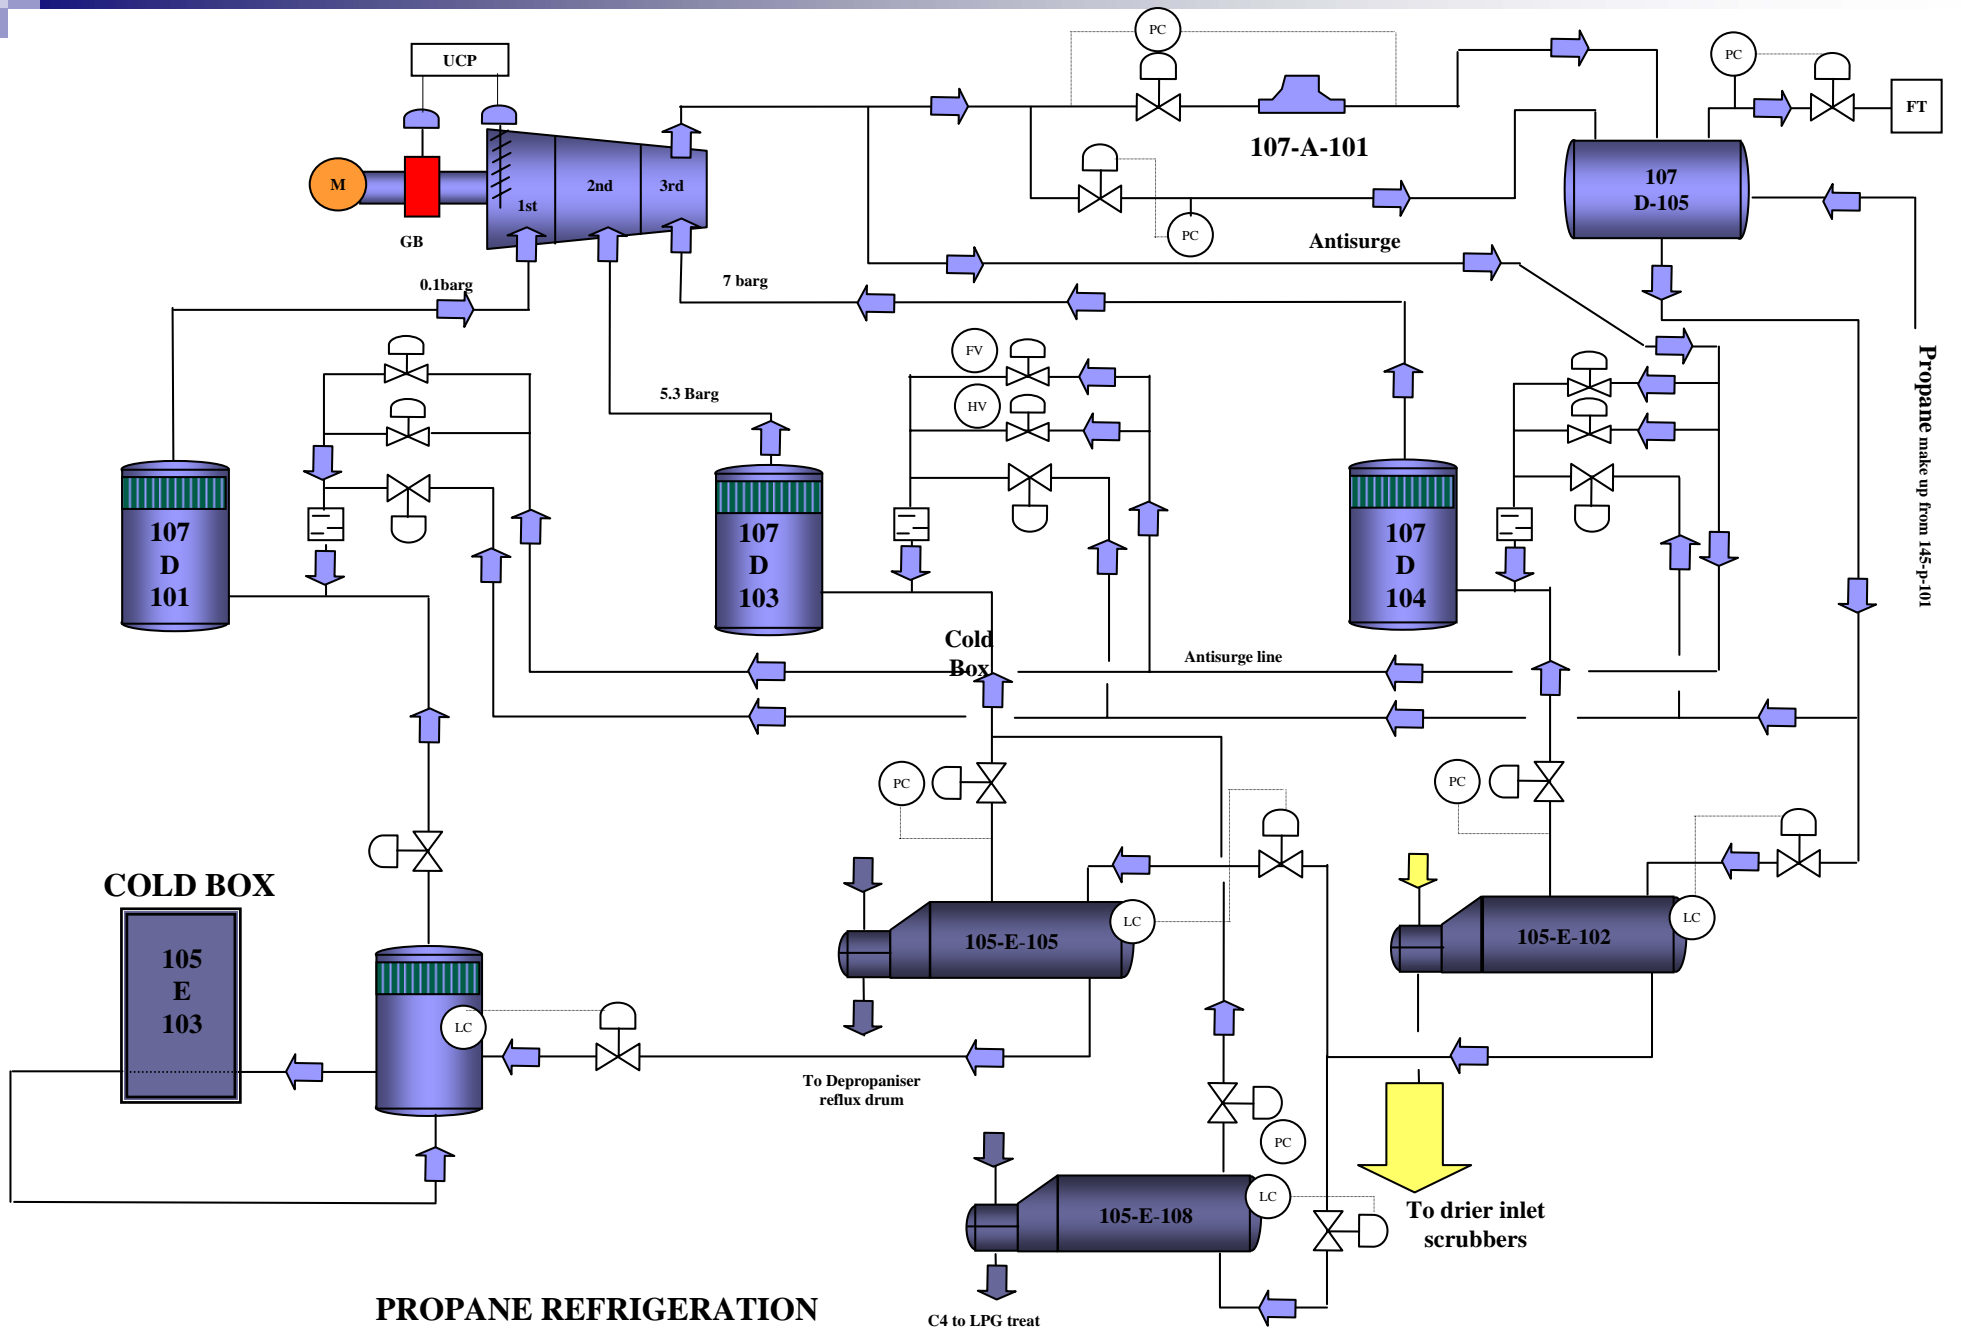 PC
UCP
PC
FT
M
1st
2nd
3rd
GB
107-A-101
107
D-105
PC
Antisurge
0.1barg
7 barg
5.3 Barg
FV
HV
Propane make up from 145-p-101
107
D
101
107
D
103
107
D
104
Cold
Box
Antisurge line
PC
PC
COLD BOX
105
E
103
LC
105-E-105
LC
105-E-102
LC
To Depropaniser
reflux drum
PC
105-E-108
LC
To drier inlet
scrubbers
PROPANE REFRIGERATION
C4 to LPG treat